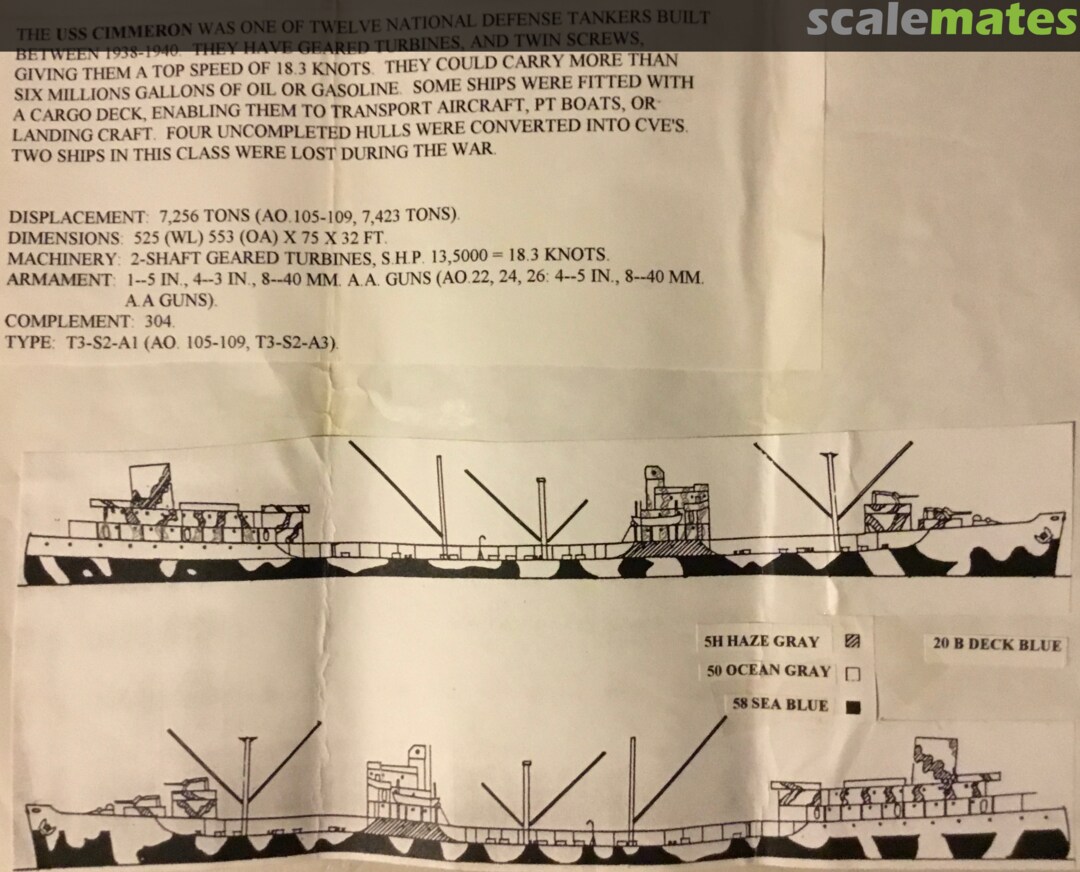 scalemates
THE USS CIMMERON WAS ONE OF TWELVE NATIONAL DEFENSE TANKERS BUILT
BETWEEN 1938-1940. THEY HAVE GEARED TURBINES, AND TWIN SCREWS,
GIVING THEM A TOP SPEED OF 18.3 KNOTS. THEY COULD CARRY MORE THAN
SIX MILLIONS GALLONS OF OIL OR GASOLINE. SOME SHIPS WERE FITTED WITH
A CARGO DECK, ENABLING THEM TO TRANSPORT AIRCRAFT, PT BOATS, OR
LANDING CRAFT. FOUR UNCOMPLETED HULLS WERE CONVERTED INTO CVE'S.
TWO SHIPS IN THIS CLASS WERE LOST DURING THE WAR.
DISPLACEMENT: 7,256 TONS (AO.105-109, 7,423 TONS).
DIMENSIONS: 525 (WL) 553 (OA) X 75 X 32 FT.
MACHINERY: 2-SHAFT GEARED TURBINES, S.H.P. 13,5000 = 18.3 KNOTS.
ARMAMENT: 1--5 IN., 4--3 IN., 8--40 MM. A.A. GUNS (AO.22, 24, 26: 4--5 IN., 8--40 MM.
A.A GUNS).
COMPLEMENT: 304.
TYPE: T3-S2-A1 (AO. 105-109, T3-S2-A3).
5H HAZE GRAY
20 B DECK BLUE
50 OCEAN GRAY
58 SEA BLUE